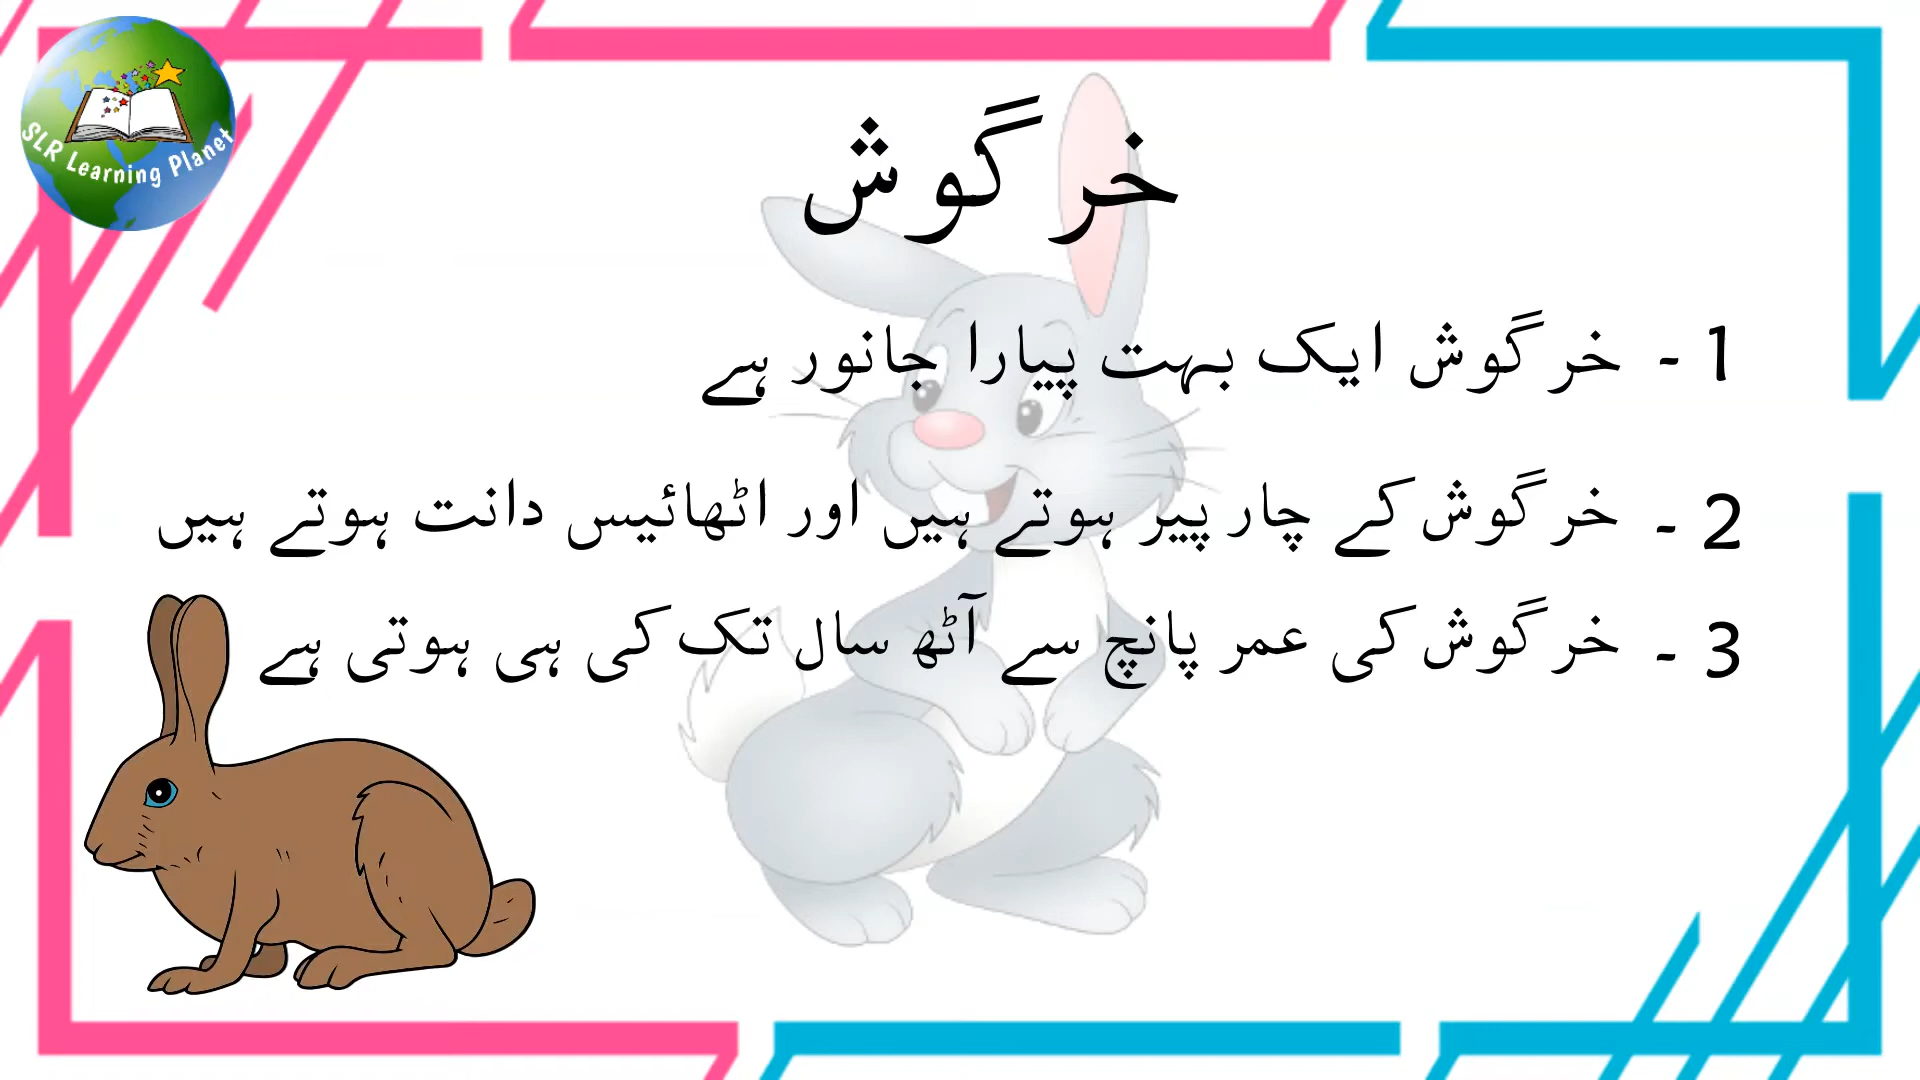 SLR Learning Planet
خرگوش
1 - خرگوش ایک بہت پیارا جانور ہے
2 - خرگوش کے چار پیر ہوتے ہیں اور اٹھائیس دانت ہوتے ہیں
3 - خرگوش کی عمر پانچ سے آٹھ سال تک کی ہی ہوتی ہے